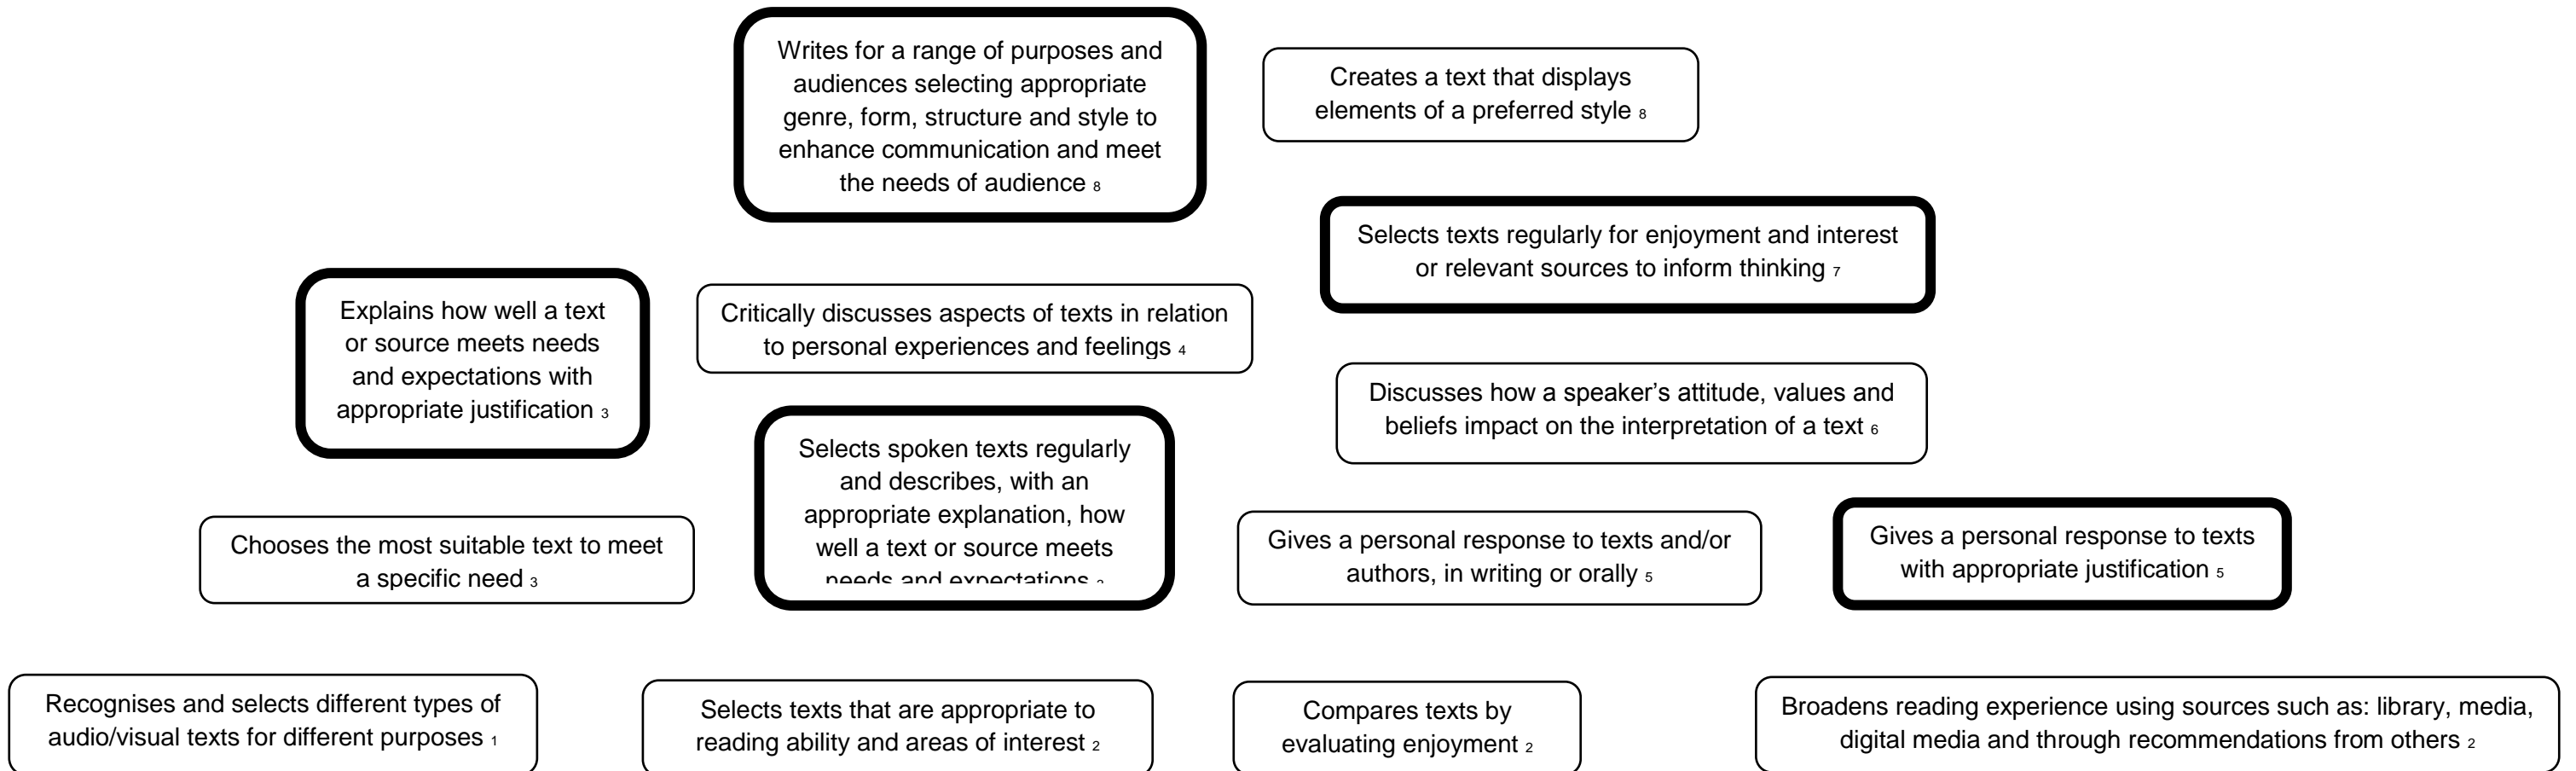 Writes for a range of purposes and
audiences selecting appropriate
genre, form, structure and style to
enhance communication and meet
the needs of audience 8
Creates a text that displays
elements of a preferred style 8
Selects texts regularly for enjoyment and interest
or relevant sources to inform thinking 7
Explains how well a text
or source meets needs
and expectations with
appropriate justification 3
Critically discusses aspects of texts in relation
to personal experiences and feelings 4
Discusses how a speaker’s attitude, values and
beliefs impact on the interpretation of a text 6
Selects spoken texts regularly
and describes, with an
appropriate explanation, how
well a text or source meets
needs and expectations
Chooses the most suitable text to meet
a specific need 3
Gives a personal response to texts and/or
authors, in writing or orally 5
Gives a personal response to texts
with appropriate justification 5
Recognises and selects different types of
audio/visual texts for different purposes 1
Selects texts that are appropriate to
reading ability and areas of interest 2
Compares texts by
evaluating enjoyment 2
Broadens reading experience using sources such as: library, media,
digital media and through recommendations from others 2